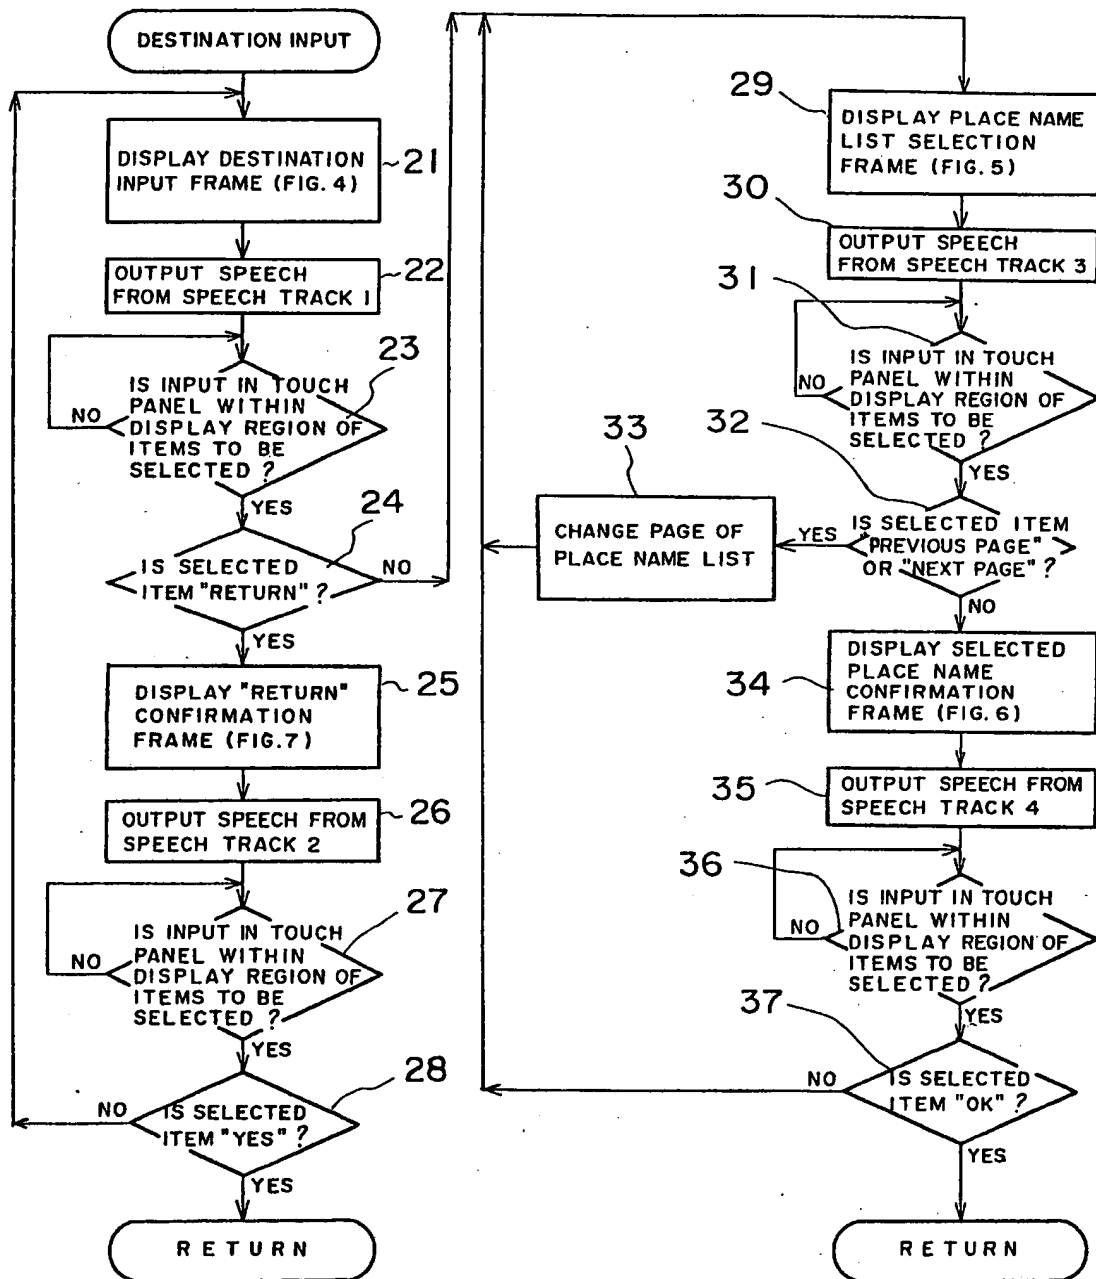 DESTINATION INPUT
DISPLAY DESTINATION
INPUT FRAME (FIG. 4)
21
OUTPUT SPEECH
FROM SPEECH TRACK 1
22
23
IS INPUT IN TOUCH
PANEL WITHIN
DISPLAY REGION OF
ITEMS TO BE
SELECTED ?
NO
YES
24
IS SELECTED
ITEM "RETURN" ?
NO
YES
DISPLAY "RETURN"
CONFIRMATION
FRAME (FIG. 7)
25
OUTPUT SPEECH FROM
SPEECH TRACK 2
26
27
IS INPUT IN TOUCH
PANEL WITHIN
DISPLAY REGION OF
ITEMS TO BE
SELECTED ?
NO
YES
28
IS SELECTED
ITEM "YES" ?
NO
YES
RETURN
29
DISPLAY PLACE NAME
LIST SELECTION
FRAME (FIG. 5)
30
OUTPUT SPEECH
FROM SPEECH TRACK 3
31
IS INPUT IN TOUCH
PANEL WITHIN
DISPLAY REGION OF
ITEMS TO BE
SELECTED ?
NO
YES
32
IS SELECTED ITEM
"PREVIOUS PAGE"
OR "NEXT PAGE" ?
YES
NO
33
CHANGE PAGE OF
PLACE NAME LIST
34
DISPLAY SELECTED
PLACE NAME
CONFIRMATION
FRAME (FIG. 6)
35
OUTPUT SPEECH FROM
SPEECH TRACK 4
36
IS INPUT IN TOUCH
PANEL WITHIN
DISPLAY REGION OF
ITEMS TO BE
SELECTED ?
NO
YES
37
IS SELECTED
ITEM "OK" ?
NO
YES
RETURN